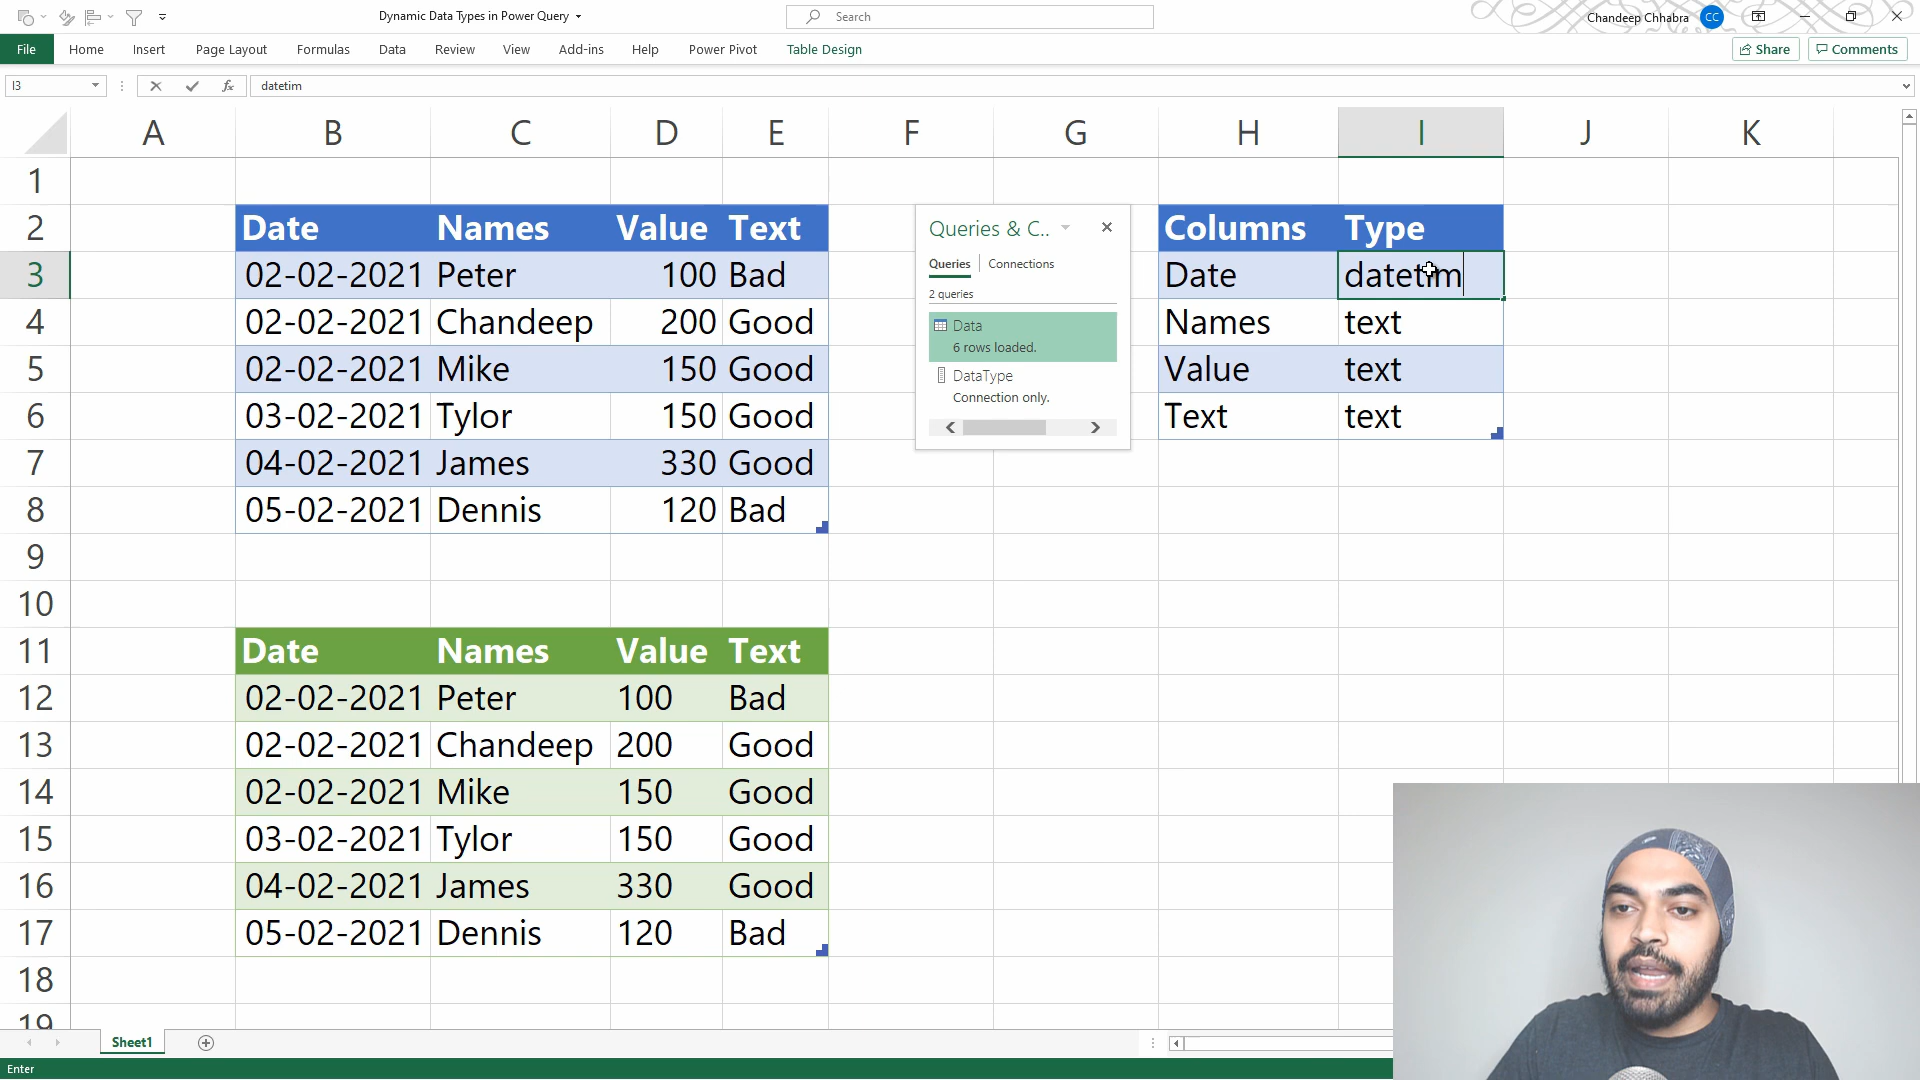 Dynamic Data Types in Power Query
Search
Chandeep Chhabra
CC
File Home Insert Page Layout Formulas Data Review View Add-ins Help Power Pivot Table Design
Share
Comments
I3
fx
datetim
A B C D E F G H I J K
1
2 Date Names Value Text
3 02-02-2021 Peter 100 Bad
4 02-02-2021 Chandeep 200 Good
5 02-02-2021 Mike 150 Good
6 03-02-2021 Tylor 150 Good
7 04-02-2021 James 330 Good
8 05-02-2021 Dennis 120 Bad
Queries & C..
Queries Connections
2 queries
Data
6 rows loaded.
DataType
Connection only.
Columns Type
Date datetim
Names text
Value text
Text text
9
10
11 Date Names Value Text
12 02-02-2021 Peter 100 Bad
13 02-02-2021 Chandeep 200 Good
14 02-02-2021 Mike 150 Good
15 03-02-2021 Tylor 150 Good
16 04-02-2021 James 330 Good
17 05-02-2021 Dennis 120 Bad
18
19
Sheet1
Enter